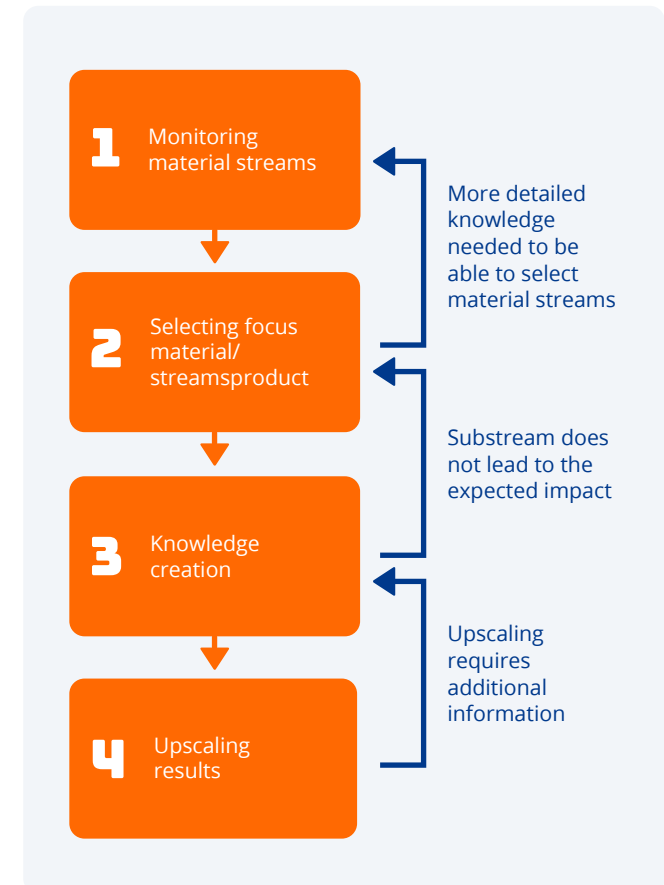 1
Monitoring
material streams
More detailed
knowledge
needed to be
able to select
material streams
2
Selecting focus
material/
streamsproduct
Substream does
not lead to the
expected impact
3
Knowledge
creation
Upscaling
requires
additional
information
4
Upscaling
results